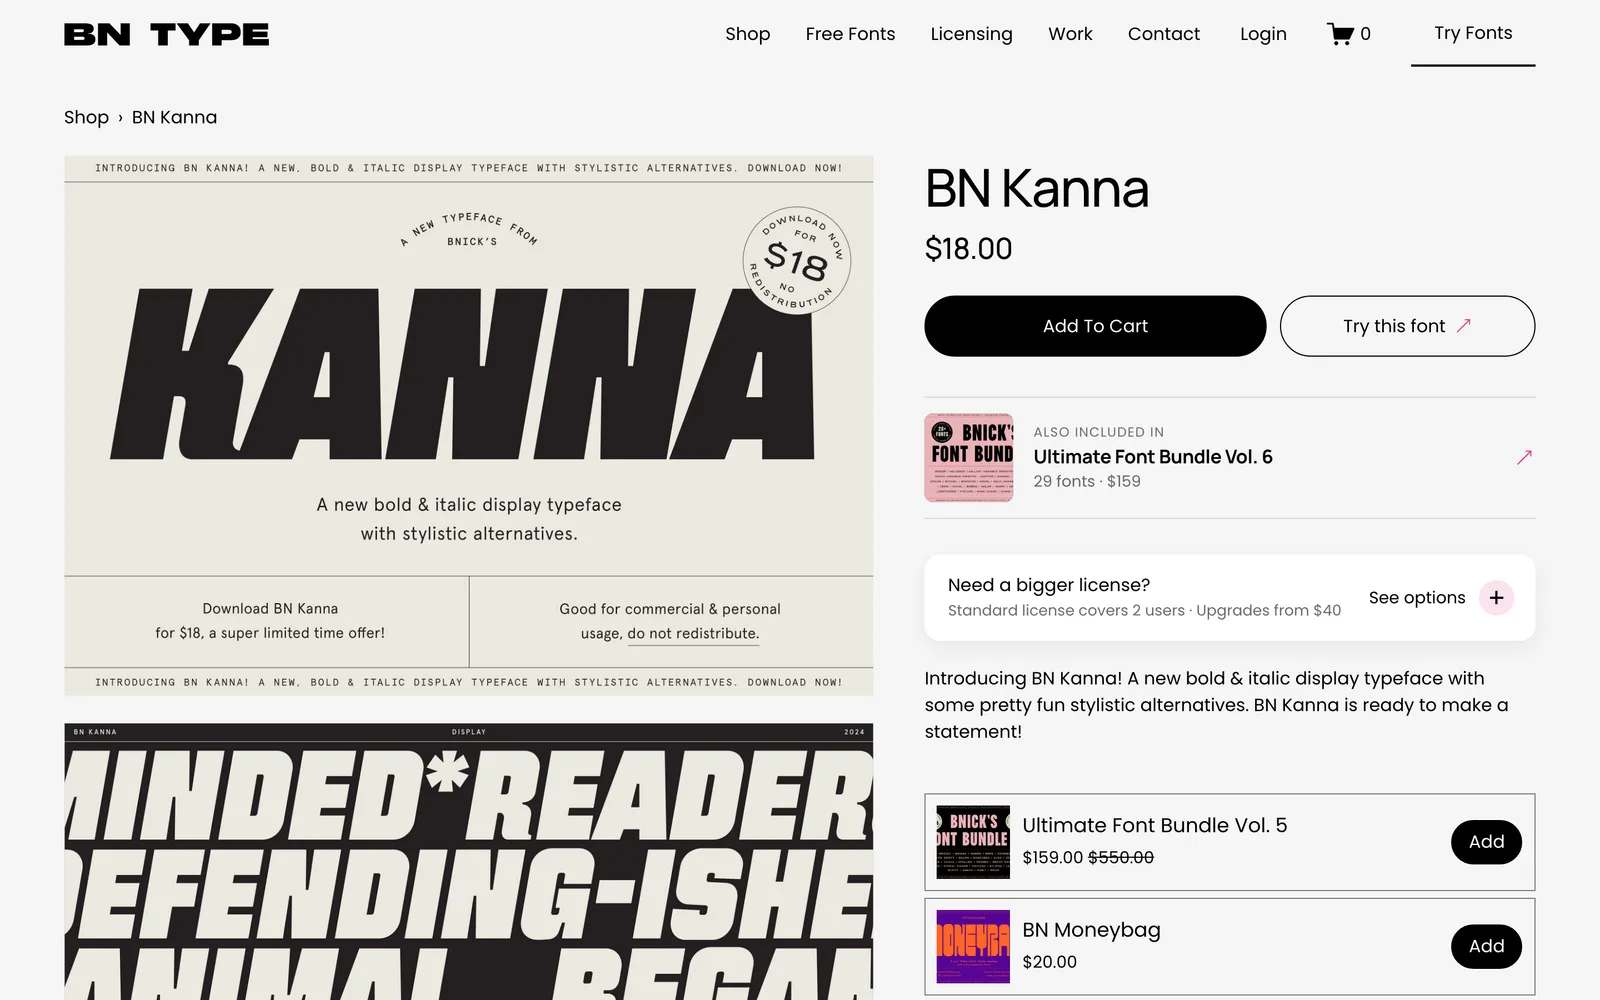 BN TYPE
Shop Free Fonts Licensing Work Contact Login 0 Try Fonts
Shop › BN Kanna
INTRODUCING BN KANNA! A NEW, BOLD & ITALIC DISPLAY TYPEFACE WITH STYLISTIC ALTERNATIVES. DOWNLOAD NOW!
A NEW TYPEFACE FROM
BNICK'S
DOWNLOAD NOW
FOR
$18
NO
REDISTRIBUTION
KANNA
A new bold & italic display typeface
with stylistic alternatives.
Download BN Kanna
for $18, a super limited time offer!
Good for commercial & personal
usage, do not redistribute.
INTRODUCING BN KANNA! A NEW, BOLD & ITALIC DISPLAY TYPEFACE WITH STYLISTIC ALTERNATIVES. DOWNLOAD NOW!
BN KANNA DISPLAY 2024
MINDED*READER
DEFENDING-ISHE
ANIMAL BEGAN
BN Kanna
$18.00
Add To Cart
Try this font
28+
FONTS
BNICK'S
FONT BUND
ALSO INCLUDED IN
Ultimate Font Bundle Vol. 6
29 fonts · $159
Need a bigger license?
Standard license covers 2 users · Upgrades from $40
See options +
Introducing BN Kanna! A new bold & italic display typeface with
some pretty fun stylistic alternatives. BN Kanna is ready to make a
statement!
BNICK'S
ONT BUNDLE
Ultimate Font Bundle Vol. 5
$159.00 $550.00
Add
MONEYBA
BN Moneybag
$20.00
Add